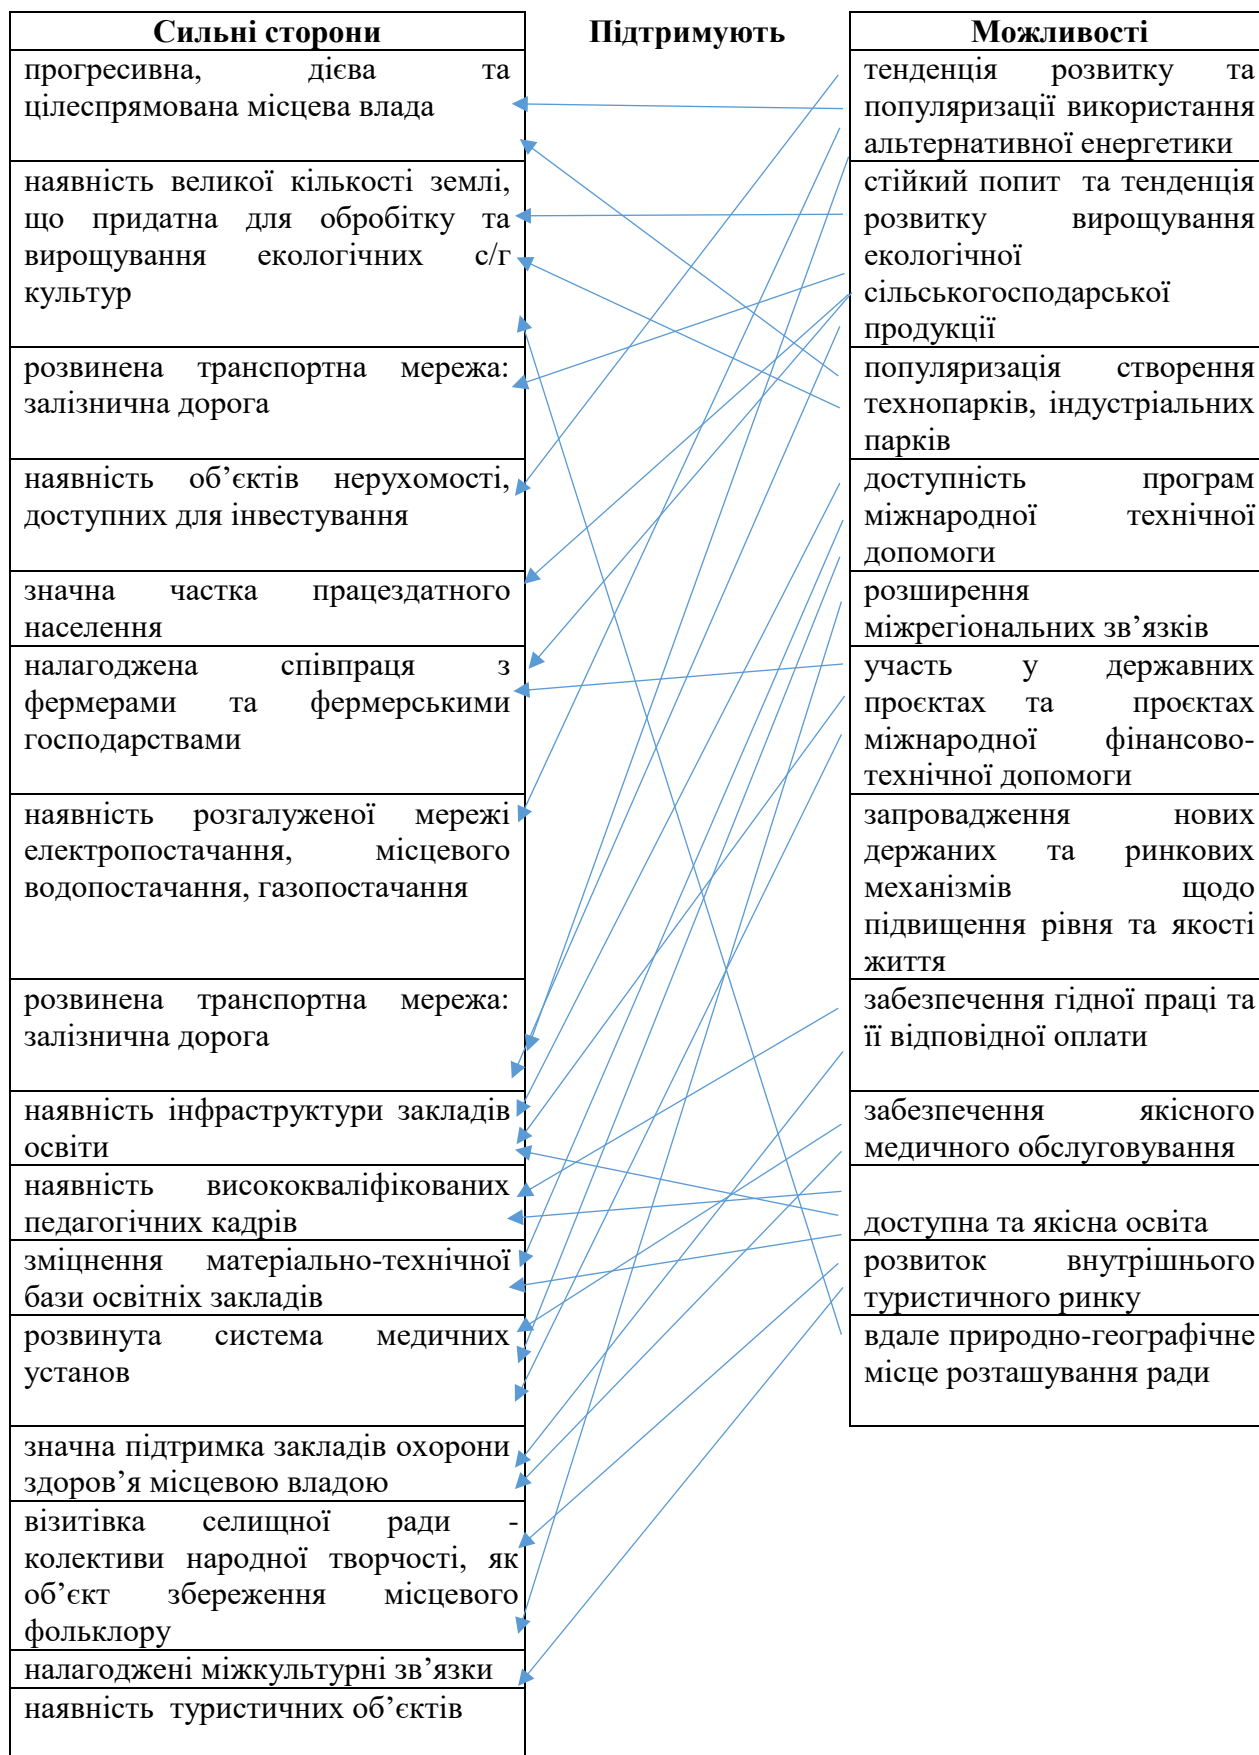 Сильні сторони
прогресивна, дієва та
цілеспрямована місцева влада
наявність великої кількості землі,
що придатна для обробітку та
вирощування екологічних с/г
культур
розвинена транспортна мережа:
залізнична дорога
наявність об’єктів нерухомості,
доступних для інвестування
значна частка працездатного
населення
налагоджена співпраця з
фермерами та фермерськими
господарствами
наявність розгалуженої мережі
електропостачання, місцевого
водопостачання, газопостачання
розвинена транспортна мережа:
залізнична дорога
наявність інфраструктури закладів
освіти
наявність висококваліфікованих
педагогічних кадрів
зміцнення матеріально-технічної
бази освітніх закладів
розвинута система медичних
установ
значна підтримка закладів охорони
здоров’я місцевою владою
візитівка селищної ради -
колективи народної творчості, як
об’єкт збереження місцевого
фольклору
налагоджені міжкультурні зв’язки
наявність туристичних об’єктів
Підтримують
Можливості
тенденція розвитку та
популяризації використання
альтернативної енергетики
стійкий попит та тенденція
розвитку вирощування
екологічної
сільськогосподарської
продукції
популяризація створення
технопарків, індустріальних
парків
доступність програм
міжнародної технічної
допомоги
розширення
міжрегіональних зв’язків
участь у державних
проєктах та проєктах
міжнародної фінансово-
технічної допомоги
запровадження нових
держаних та ринкових
механізмів щодо
підвищення рівня та якості
життя
забезпечення гідної праці та
її відповідної оплати
забезпечення якісного
медичного обслуговування
доступна та якісна освіта
розвиток внутрішнього
туристичного ринку
вдале природно-географічне
місце розташування ради